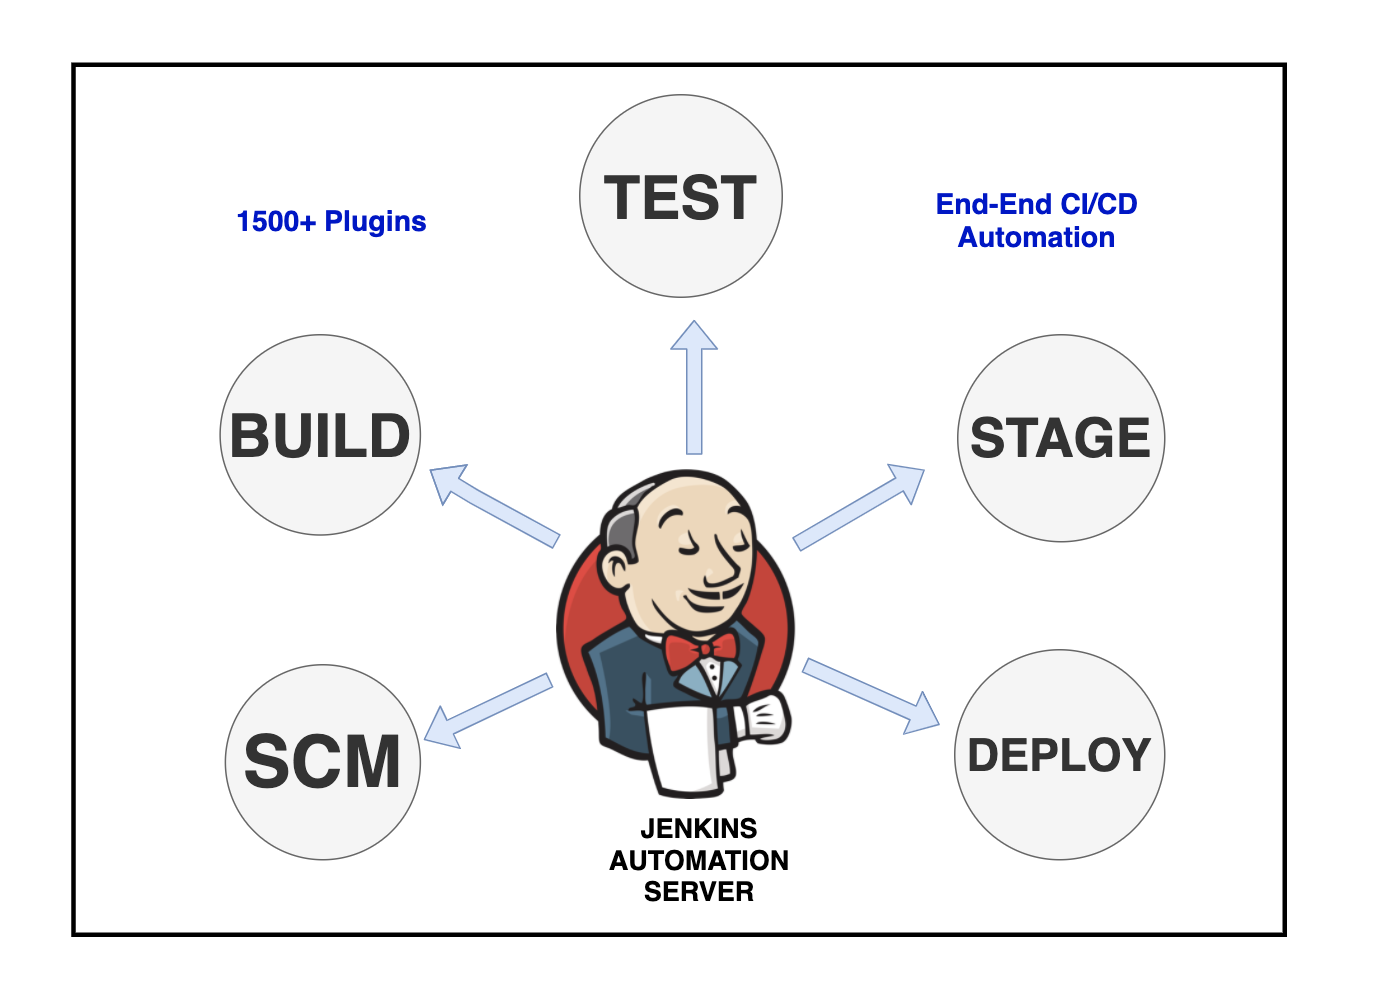 TEST
1500+ Plugins
End-End CI/CD
Automation
BUILD
STAGE
SCM
DEPLOY
JENKINS
AUTOMATION
SERVER